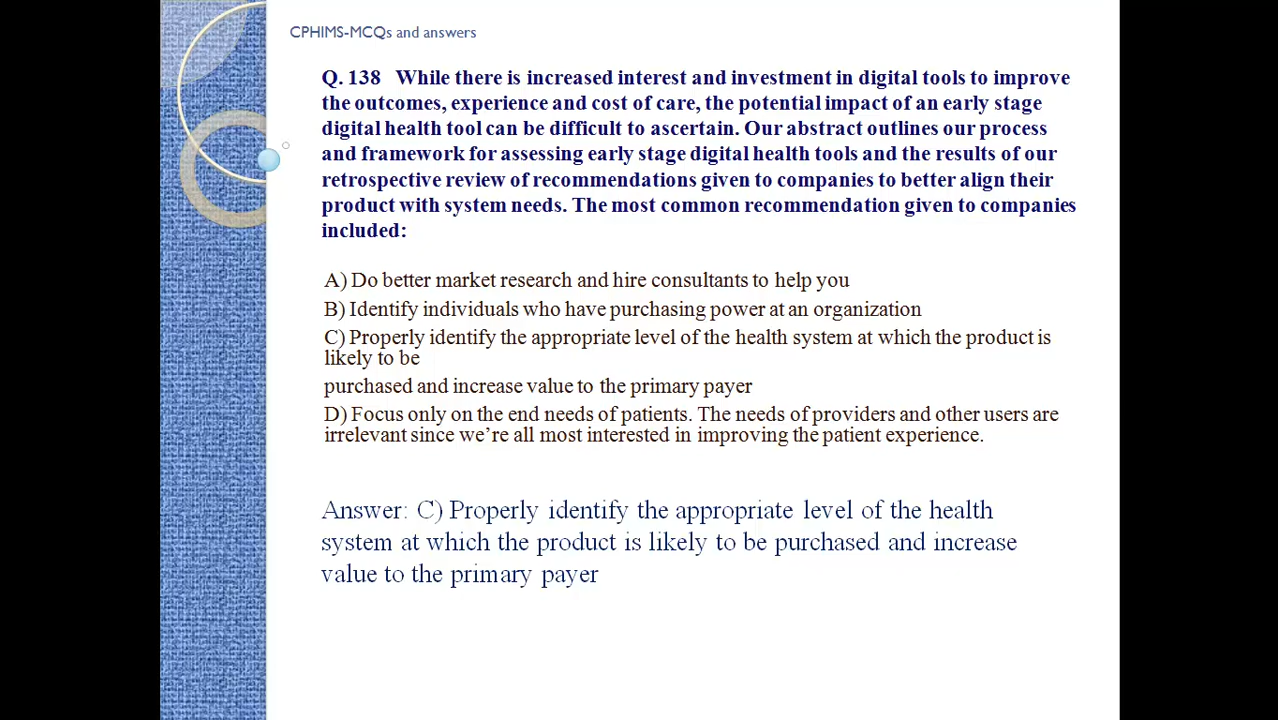 CPHIMS-MCQs and answers
Q. 138 While there is increased interest and investment in digital tools to improve
the outcomes, experience and cost of care, the potential impact of an early stage
digital health tool can be difficult to ascertain. Our abstract outlines our process
and framework for assessing early stage digital health tools and the results of our
retrospective review of recommendations given to companies to better align their
product with system needs. The most common recommendation given to companies
included:
A) Do better market research and hire consultants to help you
B) Identify individuals who have purchasing power at an organization
C) Properly identify the appropriate level of the health system at which the product is
likely to be
purchased and increase value to the primary payer
D) Focus only on the end needs of patients. The needs of providers and other users are
irrelevant since we’re all most interested in improving the patient experience.
Answer: C) Properly identify the appropriate level of the health
system at which the product is likely to be purchased and increase
value to the primary payer